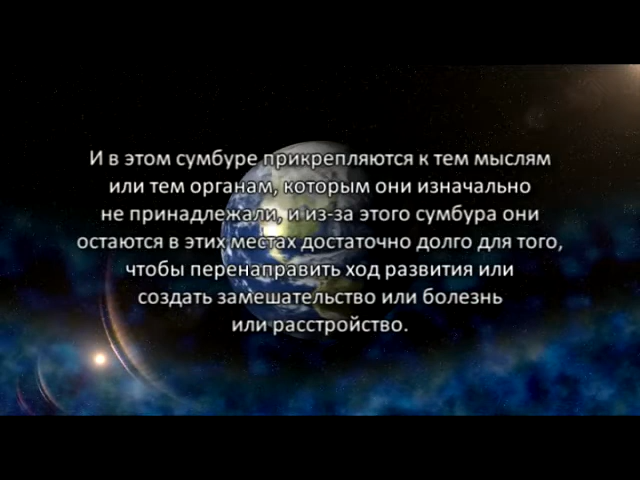 И в этом сумбуре прикрепляются к тем мыслям
или тем органам, которым они изначально
не принадлежали, и из-за этого сумбура они
остаются в этих местах достаточно долго для того,
чтобы перенаправить ход развития или
создать замешательство или болезнь
или расстройство.